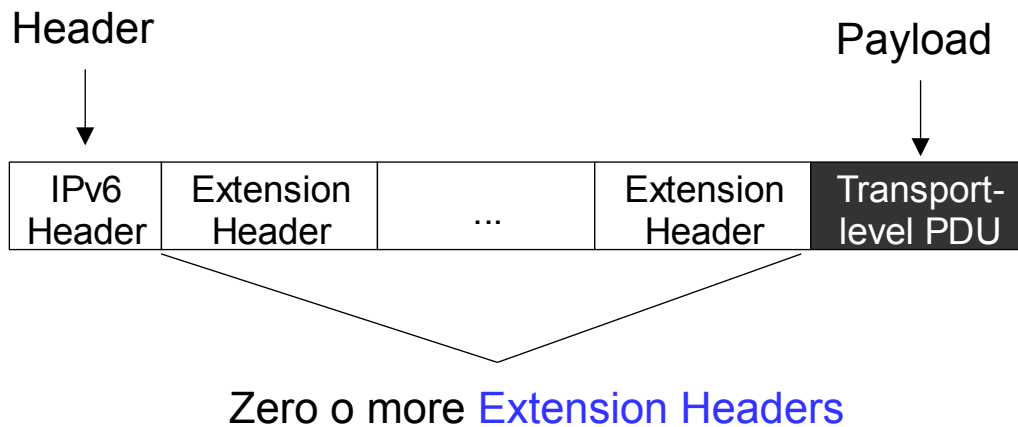 Header
Payload
IPv6
Header
Extension
Header
...
Extension
Header
Transport-
level PDU
Zero o more Extension Headers